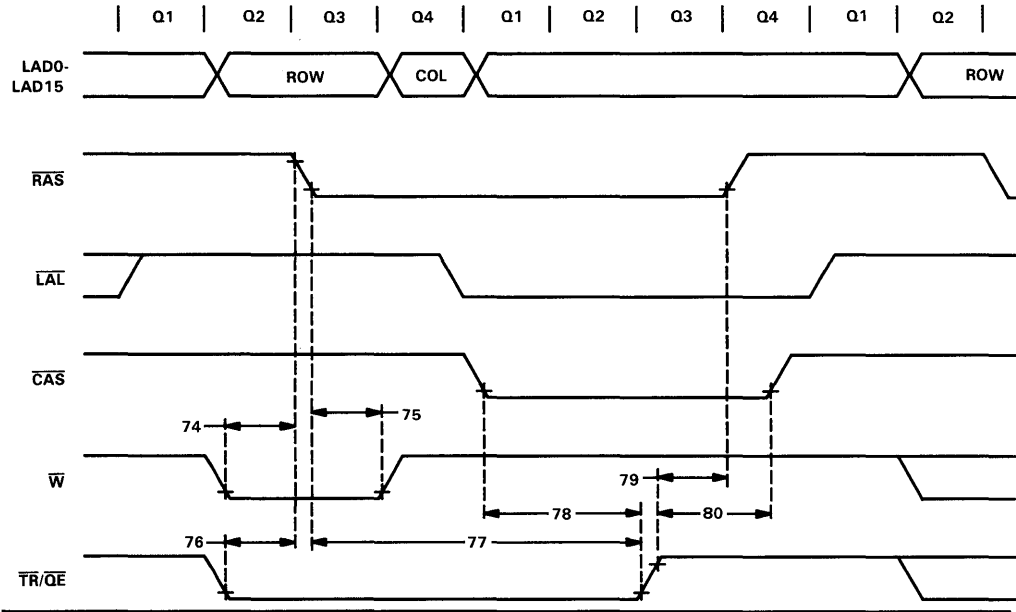 Q1 Q2 Q3 Q4 Q1 Q2 Q3 Q4 Q1 Q2
LAD0-
LAD15
ROW COL ROW
RAS
LAL
CAS
75
74
W
79
78 80
76 77
TR/QE